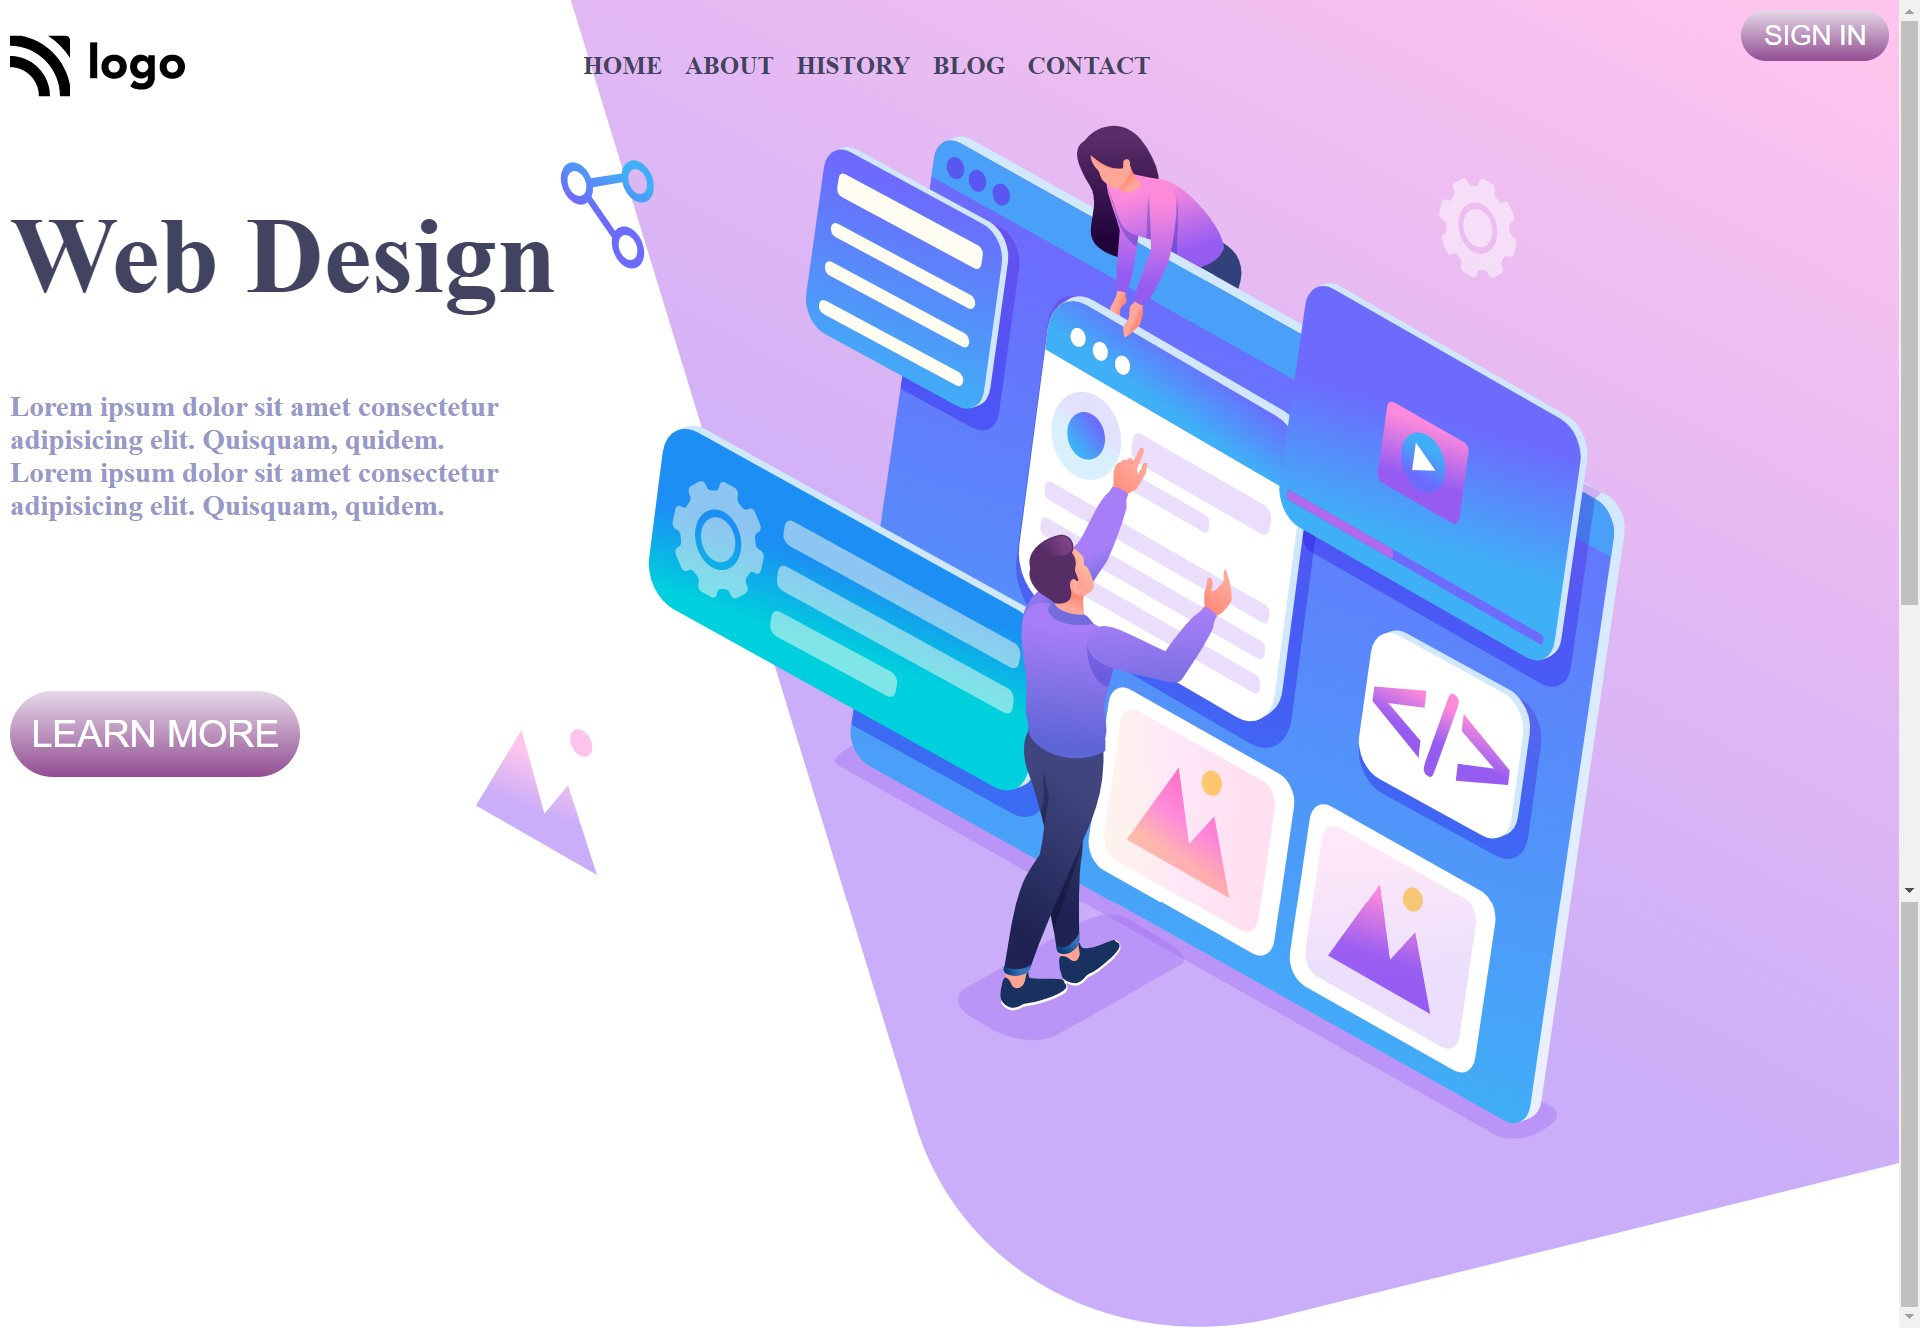 logo
HOME ABOUT HISTORY BLOG CONTACT
SIGN IN
Web Design
Lorem ipsum dolor sit amet consectetur
adipisicing elit. Quisquam, quidem.
Lorem ipsum dolor sit amet consectetur
adipisicing elit. Quisquam, quidem.
LEARN MORE
</>